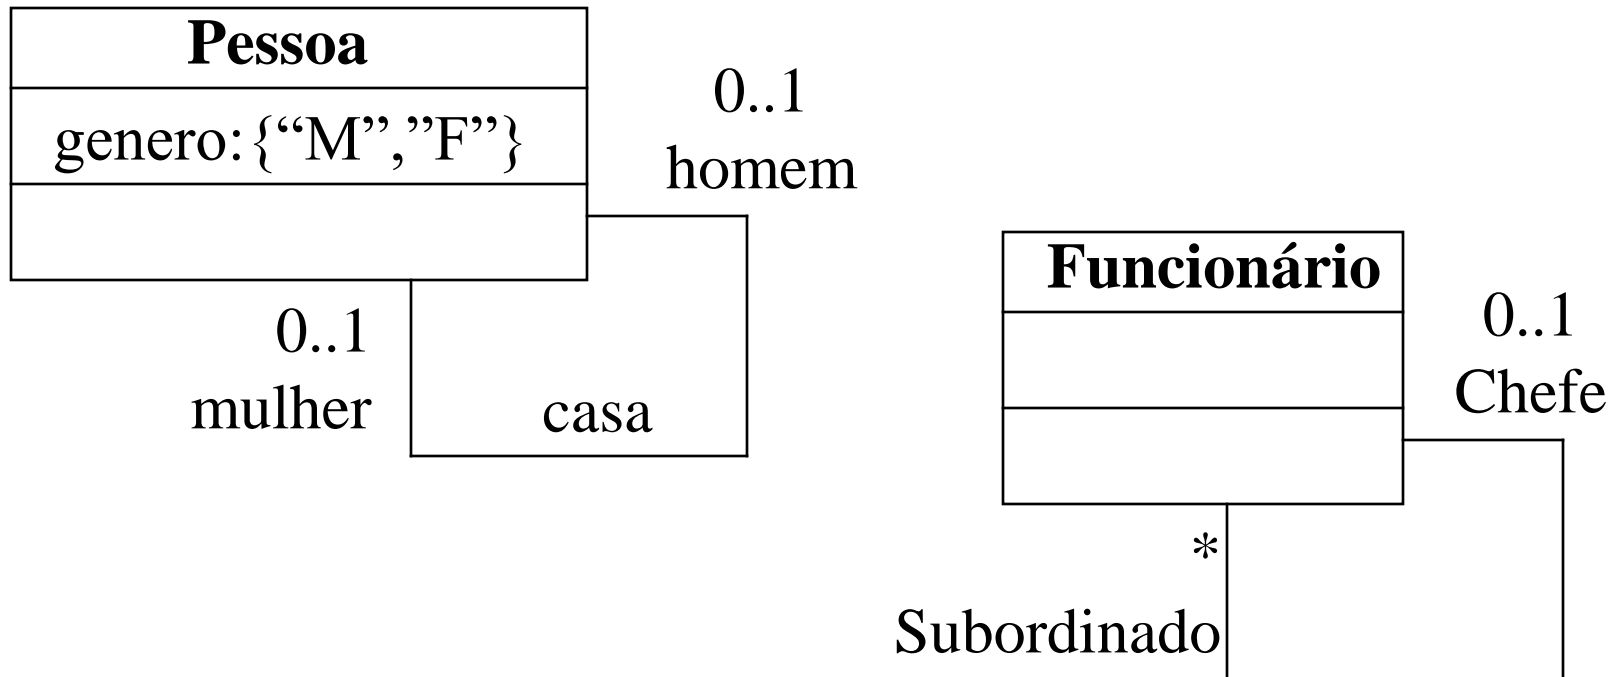 Pessoa
genero:{“M”,”F”}
0..1
homem
0..1
mulher
casa
Funcionário
0..1
Chefe
*
Subordinado